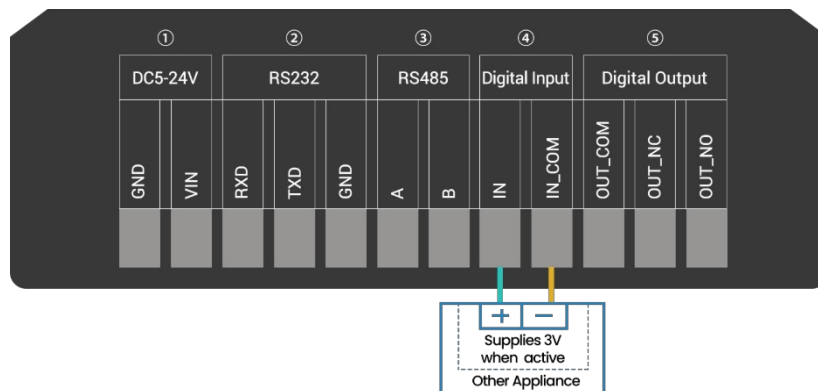 ① ② ③ ④ ⑤
DC5-24V RS232 RS485 Digital Input Digital Output
GND VIN RXD TXD GND A B IN IN_COM OUT_COM OUT_NC OUT_NO
+ −
Supplies 3V
when active
Other Appliance